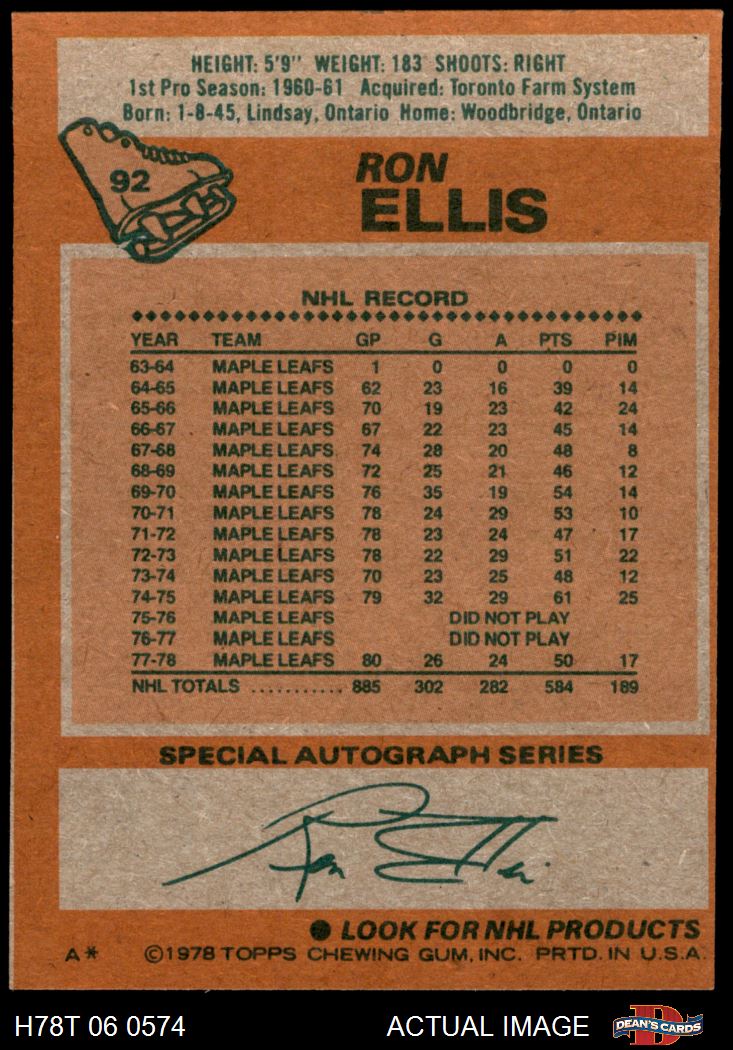 HEIGHT: 5'9" WEIGHT: 183 SHOOTS: RIGHT
1st Pro Season: 1960-61 Acquired: Toronto Farm System
Born: 1-8-45, Lindsay, Ontario Home: Woodbridge, Ontario
92
RON
ELLIS
NHL RECORD
YEAR TEAM GP G A PTS PIM
63-64 MAPLE LEAFS 1 0 0 0 0
64-65 MAPLE LEAFS 62 23 16 39 14
65-66 MAPLE LEAFS 70 19 23 42 24
66-67 MAPLE LEAFS 67 22 23 45 14
67-68 MAPLE LEAFS 74 28 20 48 8
68-69 MAPLE LEAFS 72 25 21 46 12
69-70 MAPLE LEAFS 76 35 19 54 14
70-71 MAPLE LEAFS 78 24 29 53 10
71-72 MAPLE LEAFS 78 23 24 47 17
72-73 MAPLE LEAFS 78 22 29 51 22
73-74 MAPLE LEAFS 70 23 25 48 12
74-75 MAPLE LEAFS 79 32 29 61 25
75-76 MAPLE LEAFS DID NOT PLAY
76-77 MAPLE LEAFS DID NOT PLAY
77-78 MAPLE LEAFS 80 26 24 50 17
NHL TOTALS ........... 885 302 282 584 189
SPECIAL AUTOGRAPH SERIES
Ron Ellis
● LOOK FOR NHL PRODUCTS
A* ©1978 TOPPS CHEWING GUM, INC. PRTD. IN U.S.A.
H78T 06 0574 ACTUAL IMAGE DEAN'S CARDS